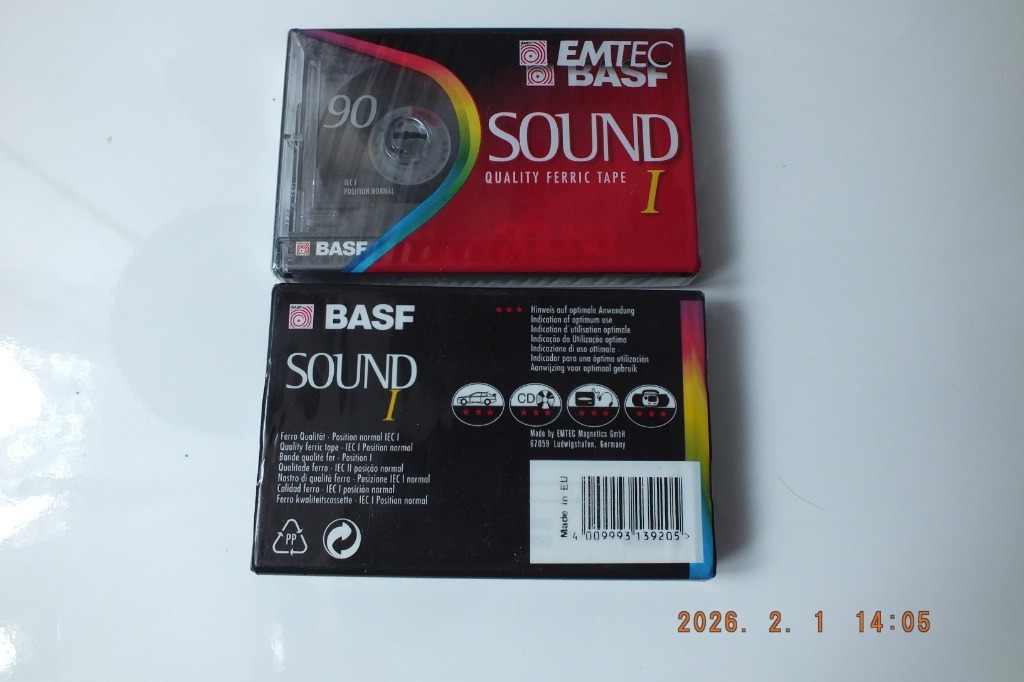 EMTEC
BASF
90
SOUND
QUALITY FERRIC TAPE I
IEC I
POSITION NORMAL
BASF
BASF
SOUND
I
*** Hinweis auf optimale Anwendung
Indication of optimum use
Indication d'utilisation optimale
Indicação da Utilização optima
Indicazione di uso ottimale
Indicador para una óptima utilización
Aanwijzing voor optimaal gebruik
CD
Made by EMTEC Magnetics GmbH
67059 Ludwigshafen, Germany
Ferro Qualität · Position normal IEC I
Quality ferric tape · IEC I Position normal
Bande qualité fer · Position I
Qualidade ferro · IEC II posição normal
Nastro di qualità ferro · Posizione IEC I normal
Calidad ferro · IEC I posición normal
Ferro kwaliteitscassette · IEC I Position normal
PP
Made in EU
4 009993 139205 >
2026. 2. 1 14:05